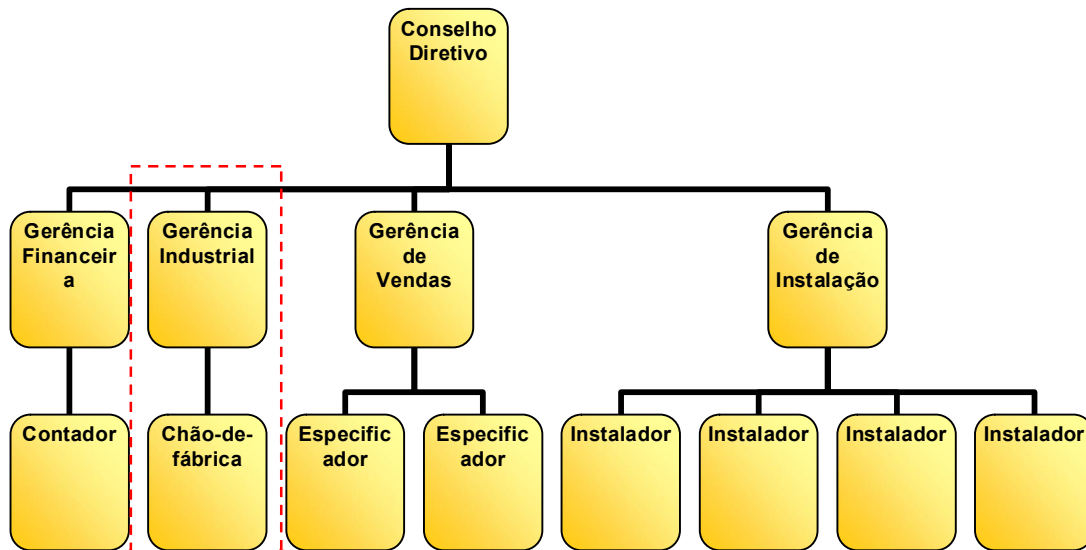 Conselho
Diretivo
Gerência
Financeir
a
Gerência
Industrial
Gerência
de
Vendas
Gerência
de
Instalação
Contador
Chão-de-
fábrica
Especific
ador
Especific
ador
Instalador
Instalador
Instalador
Instalador